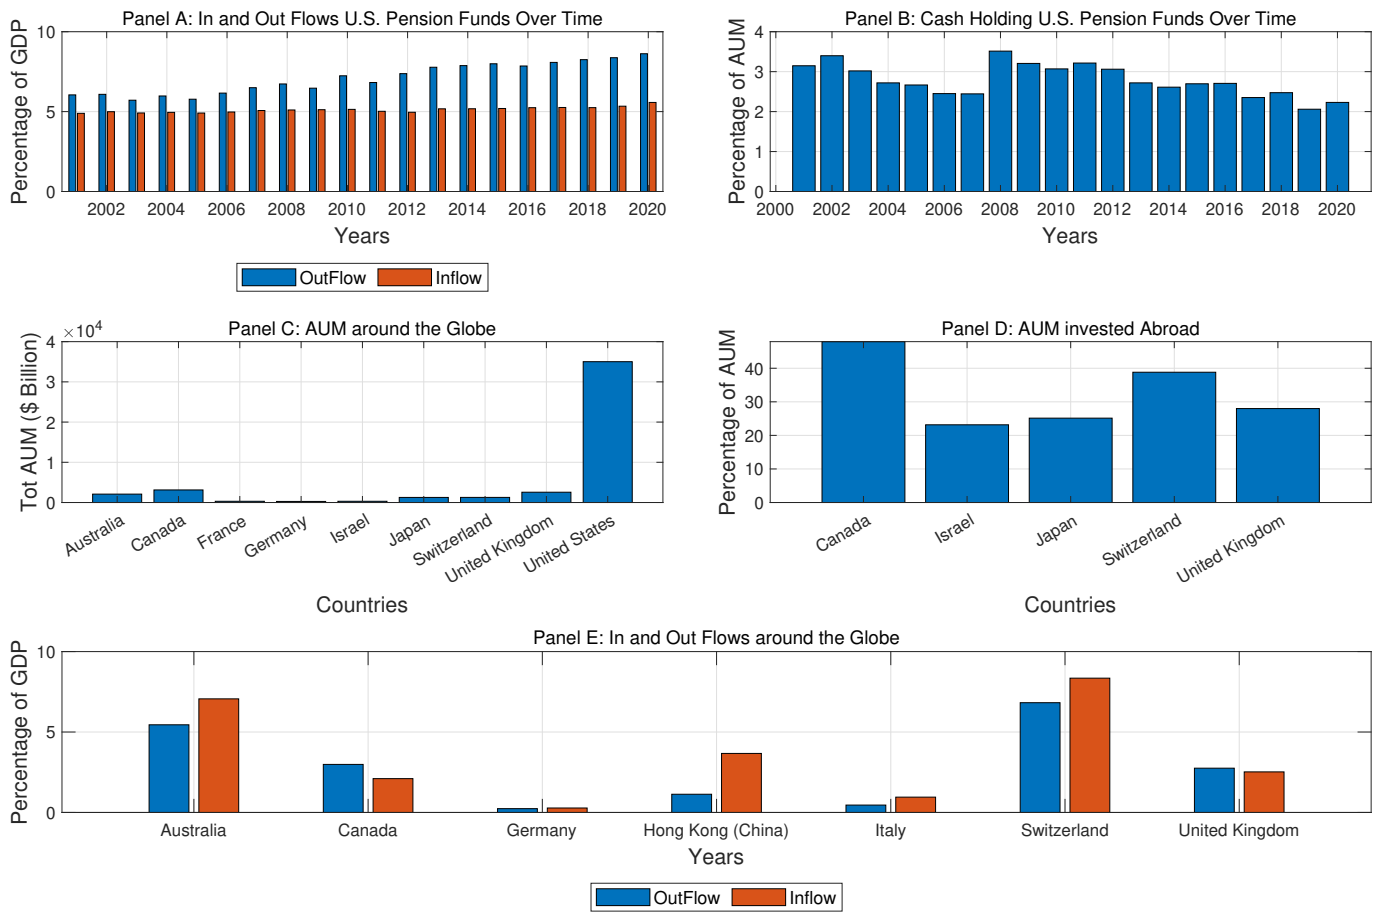 Panel A: In and Out Flows U.S. Pension Funds Over Time
Percentage of GDP
10
5
0
2002 2004 2006 2008 2010 2012 2014 2016 2018 2020
Years
OutFlow Inflow
Panel B: Cash Holding U.S. Pension Funds Over Time
Percentage of AUM
4
3
2
1
0
2000 2002 2004 2006 2008 2010 2012 2014 2016 2018 2020
Years
Panel C: AUM around the Globe
×10⁴
Tot AUM ($ Billion)
4
3
2
1
0
Australia Canada France Germany Israel Japan Switzerland United Kingdom United States
Countries
Panel D: AUM invested Abroad
Percentage of AUM
40
30
20
10
0
Canada Israel Japan Switzerland United Kingdom
Countries
Panel E: In and Out Flows around the Globe
Percentage of GDP
10
5
0
Australia Canada Germany Hong Kong (China) Italy Switzerland United Kingdom
Years
OutFlow Inflow